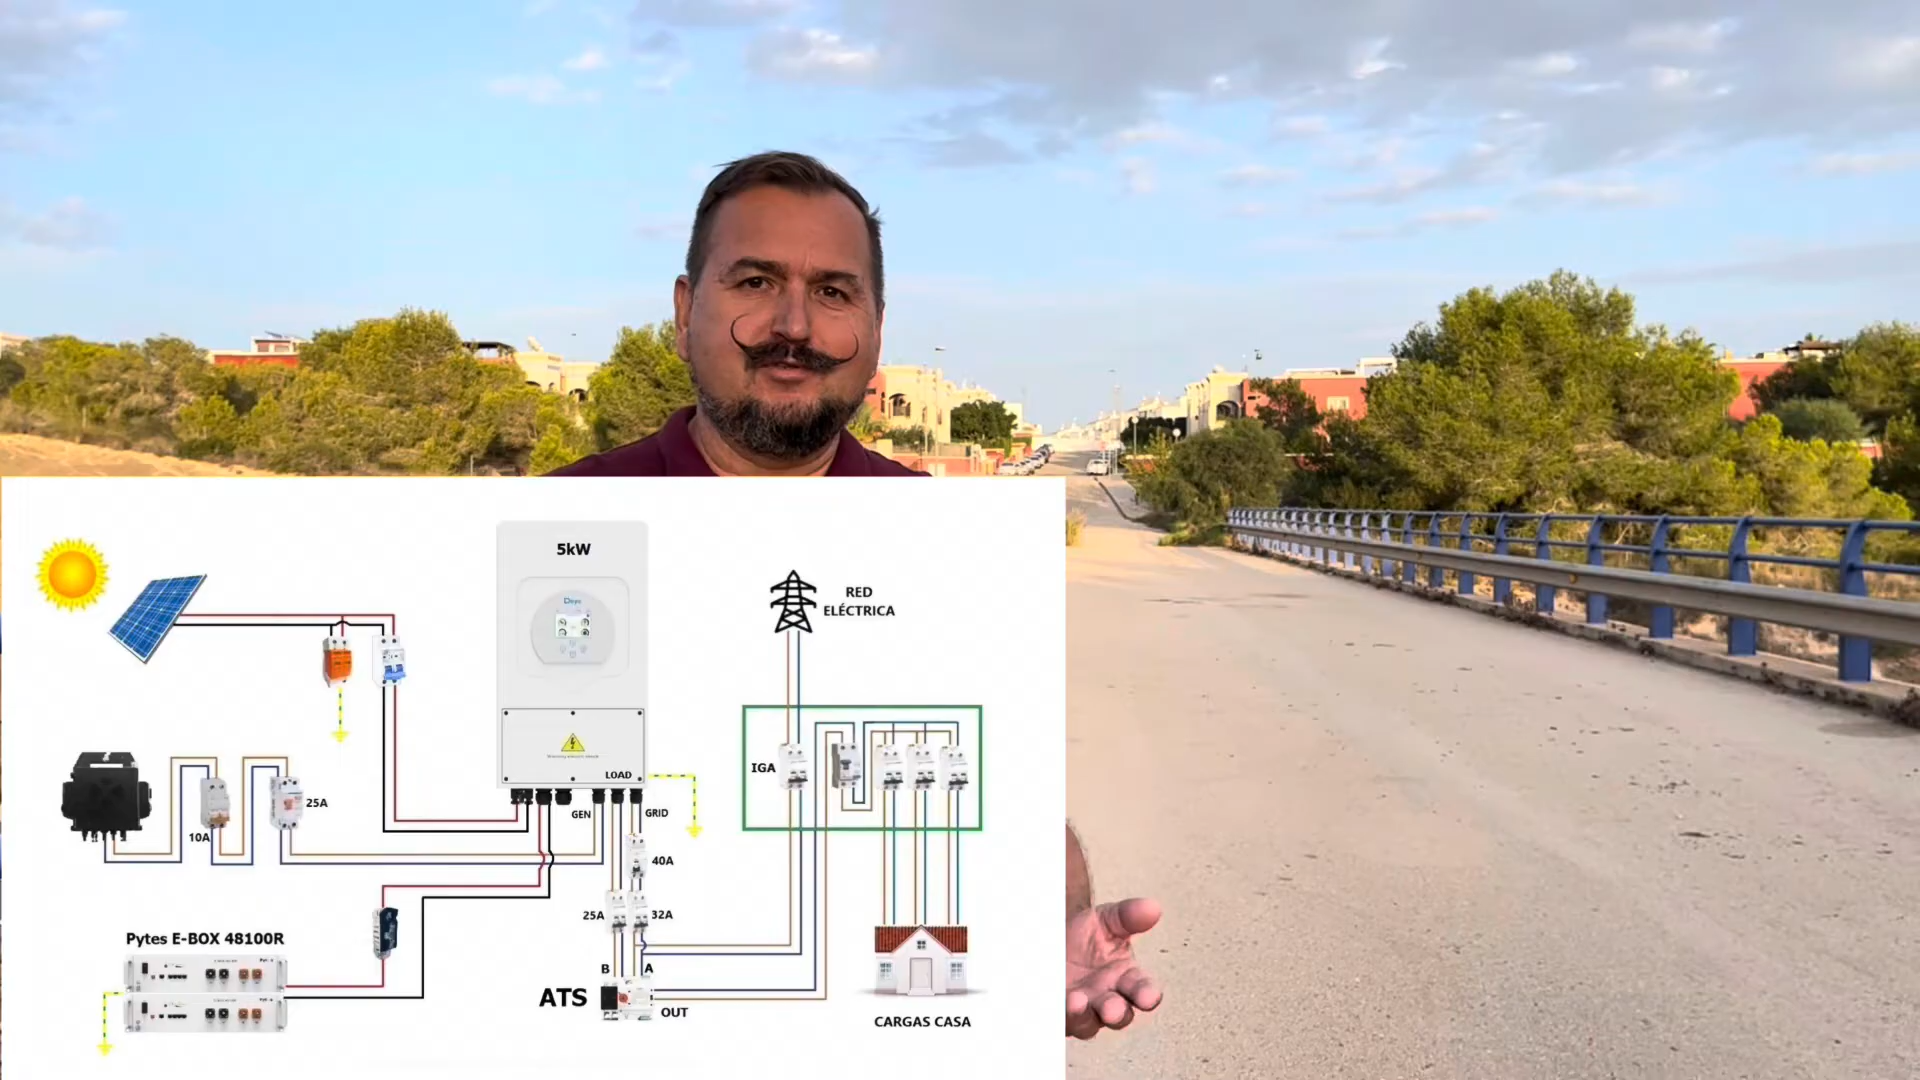 5kW
Deye
RED
ELÉCTRICA
IGA
LOAD
GEN
GRID
25A
10A
40A
25A
32A
Pytes E-BOX 48100R
B
A
ATS
OUT
CARGAS CASA